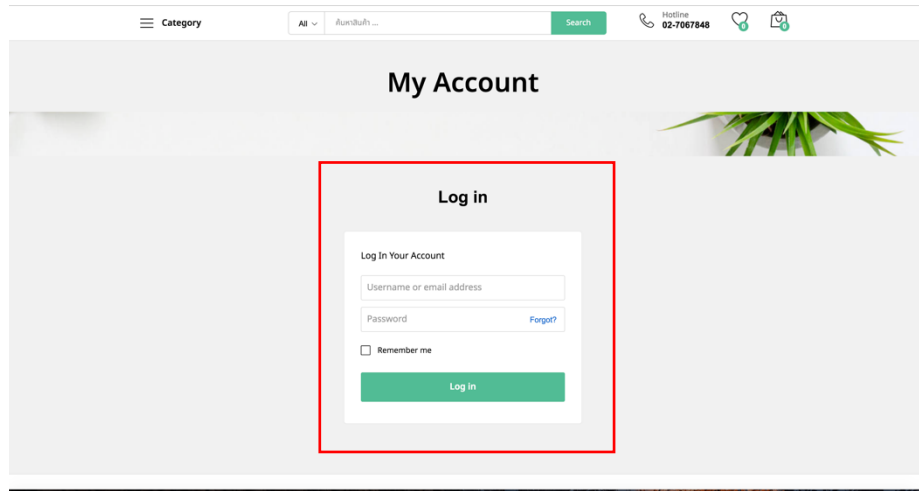 Category
All
ค้นหาสินค้า ...
Search
Hotline
02-7067848
0
0
My Account
Log in
Log In Your Account
Username or email address
Password
Forgot?
Remember me
Log in